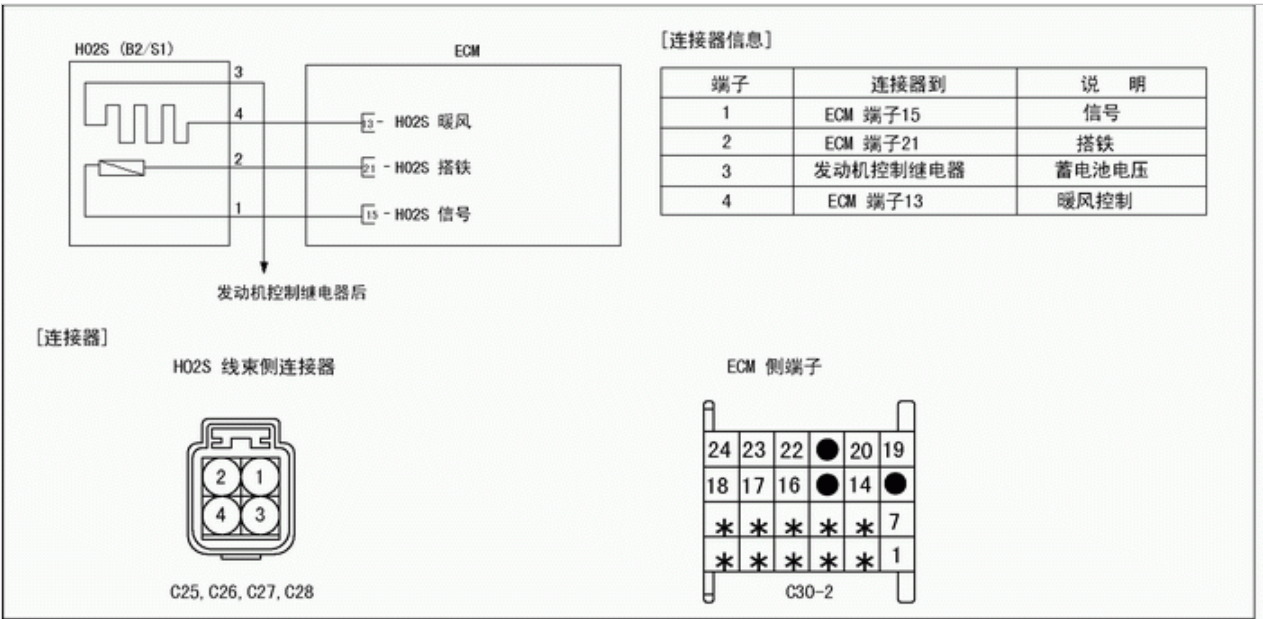 HO2S (B2/S1)
ECM
3
4
13 - HO2S 暖风
2
21 - HO2S 搭铁
1
15 - HO2S 信号
发动机控制继电器后
[连接器信息]
端子 连接器到 说 明
1 ECM 端子15 信号
2 ECM 端子21 搭铁
3 发动机控制继电器 蓄电池电压
4 ECM 端子13 暖风控制
[连接器]
HO2S 线束侧连接器
2 1
4 3
C25, C26, C27, C28
ECM 侧端子
24 23 22 ● 20 19
18 17 16 ● 14 ●
* * * * * 7
* * * * * 1
C30-2